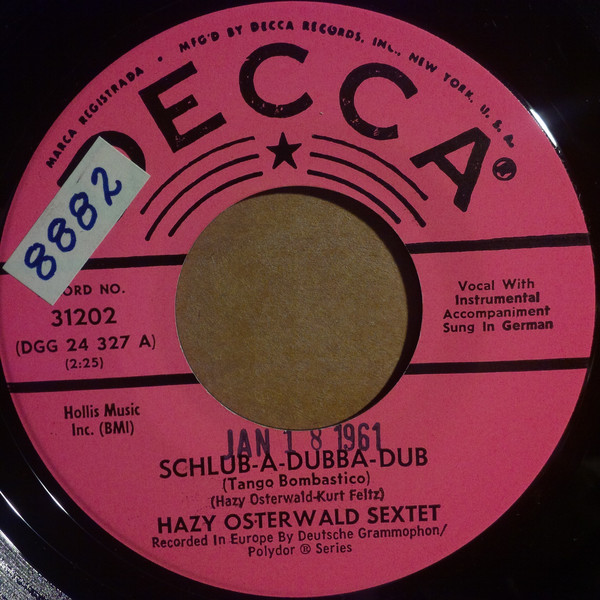 MARCA REGISTRADA • MFG'D BY DECCA RECORDS, INC., NEW YORK, U. S. A.
DECCA
8882
ORD NO.
31202
(DGG 24 327 A)
(2:25)
Vocal With
Instrumental
Accompaniment
Sung In German
Hollis Music
Inc. (BMI)
JAN 18 1961
SCHLUB-A-DUBBA-DUB
(Tango Bombastico)
(Hazy Osterwald-Kurt Feltz)
HAZY OSTERWALD SEXTET
Recorded In Europe By Deutsche Grammophon/
Polydor ® Series